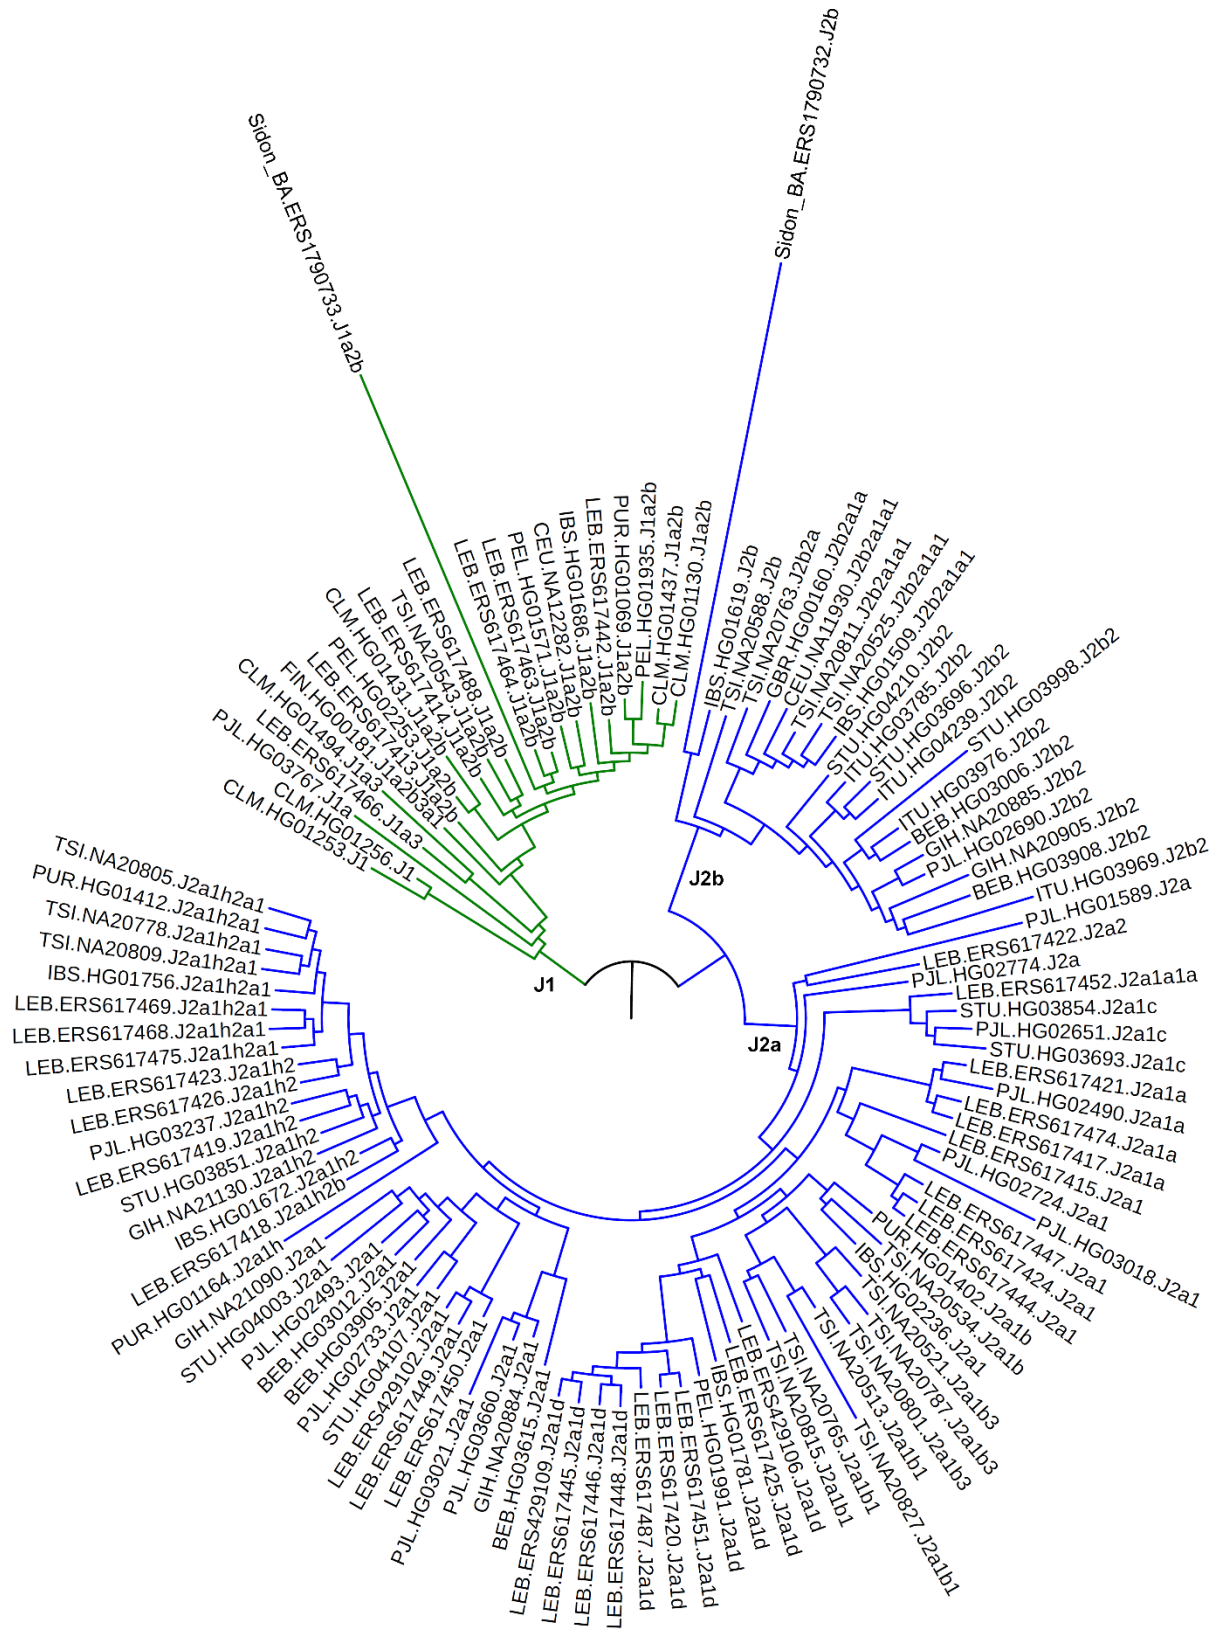 Sidon_BA.ERS1790732.J2b
Sidon_BA.ERS1790733.J1a2b
CLM.HG01253.J1
CLM.HG01256.J1
PJL.HG03767.J1a
LEB.ERS617466.J1a3
CLM.HG01494.J1a3
FIN.HG00181.J1a2b3a1
LEB.ERS617413.J1a2b
PEL.HG02253.J1a2b
CLM.HG01431.J1a2b
LEB.ERS617414.J1a2b
TSI.NA20543.J1a2b
LEB.ERS617488.J1a2b
LEB.ERS617464.J1a2b
LEB.ERS617463.J1a2b
PEL.HG01571.J1a2b
CEU.NA12282.J1a2b
IBS.HG01686.J1a2b
LEB.ERS617442.J1a2b
PUR.HG01069.J1a2b
PEL.HG01935.J1a2b
CLM.HG01437.J1a2b
CLM.HG01130.J1a2b
IBS.HG01619.J2b
TSI.NA20588.J2b
TSI.NA20763.J2b2a
GBR.HG00160.J2b2a1a
CEU.NA11930.J2b2a1a1
TSI.NA20811.J2b2a1a1
TSI.NA20525.J2b2a1a1
IBS.HG01509.J2b2a1a1
STU.HG04210.J2b2
ITU.HG03785.J2b2
STU.HG03696.J2b2
ITU.HG04239.J2b2
STU.HG03998.J2b2
ITU.HG03976.J2b2
BEB.HG03006.J2b2
GIH.NA20885.J2b2
PJL.HG02690.J2b2
GIH.NA20905.J2b2
BEB.HG03908.J2b2
ITU.HG03969.J2b2
PJL.HG01589.J2a
LEB.ERS617422.J2a2
PJL.HG02774.J2a
LEB.ERS617452.J2a1a1a
STU.HG03854.J2a1c
PJL.HG02651.J2a1c
STU.HG03693.J2a1c
LEB.ERS617421.J2a1a
PJL.HG02490.J2a1a
LEB.ERS617474.J2a1a
LEB.ERS617417.J2a1a
LEB.ERS617415.J2a1
PJL.HG02724.J2a1
PJL.HG03018.J2a1
LEB.ERS617447.J2a1
LEB.ERS617424.J2a1
LEB.ERS617444.J2a1
PUR.HG01402.J2a1b
TSI.NA20534.J2a1b
IBS.HG02236.J2a1
TSI.NA20521.J2a1b3
TSI.NA20787.J2a1b3
TSI.NA20801.J2a1b3
TSI.NA20513.J2a1b1
TSI.NA20827.J2a1b1
TSI.NA20765.J2a1b1
TSI.NA20815.J2a1b1
LEB.ERS429106.J2a1d
LEB.ERS617425.J2a1d
IBS.HG01781.J2a1d
PEL.HG01991.J2a1d
LEB.ERS617451.J2a1d
LEB.ERS617420.J2a1d
LEB.ERS617487.J2a1d
LEB.ERS617448.J2a1d
LEB.ERS617446.J2a1d
LEB.ERS617445.J2a1d
LEB.ERS429109.J2a1d
BEB.HG03615.J2a1
GIH.NA20884.J2a1
PJL.HG03660.J2a1
PJL.HG03021.J2a1
LEB.ERS617450.J2a1
LEB.ERS617449.J2a1
LEB.ERS429102.J2a1
STU.HG04107.J2a1
PJL.HG02733.J2a1
BEB.HG03905.J2a1
BEB.HG03012.J2a1
PJL.HG02493.J2a1
STU.HG04003.J2a1
GIH.NA21090.J2a1
PUR.HG01164.J2a1h
LEB.ERS617418.J2a1h2b
IBS.HG01672.J2a1h2
GIH.NA21130.J2a1h2
STU.HG03851.J2a1h2
LEB.ERS617419.J2a1h2
PJL.HG03237.J2a1h2
LEB.ERS617426.J2a1h2
LEB.ERS617423.J2a1h2
LEB.ERS617475.J2a1h2a1
LEB.ERS617468.J2a1h2a1
LEB.ERS617469.J2a1h2a1
IBS.HG01756.J2a1h2a1
TSI.NA20809.J2a1h2a1
TSI.NA20778.J2a1h2a1
PUR.HG01412.J2a1h2a1
TSI.NA20805.J2a1h2a1
J2b
J1
J2a